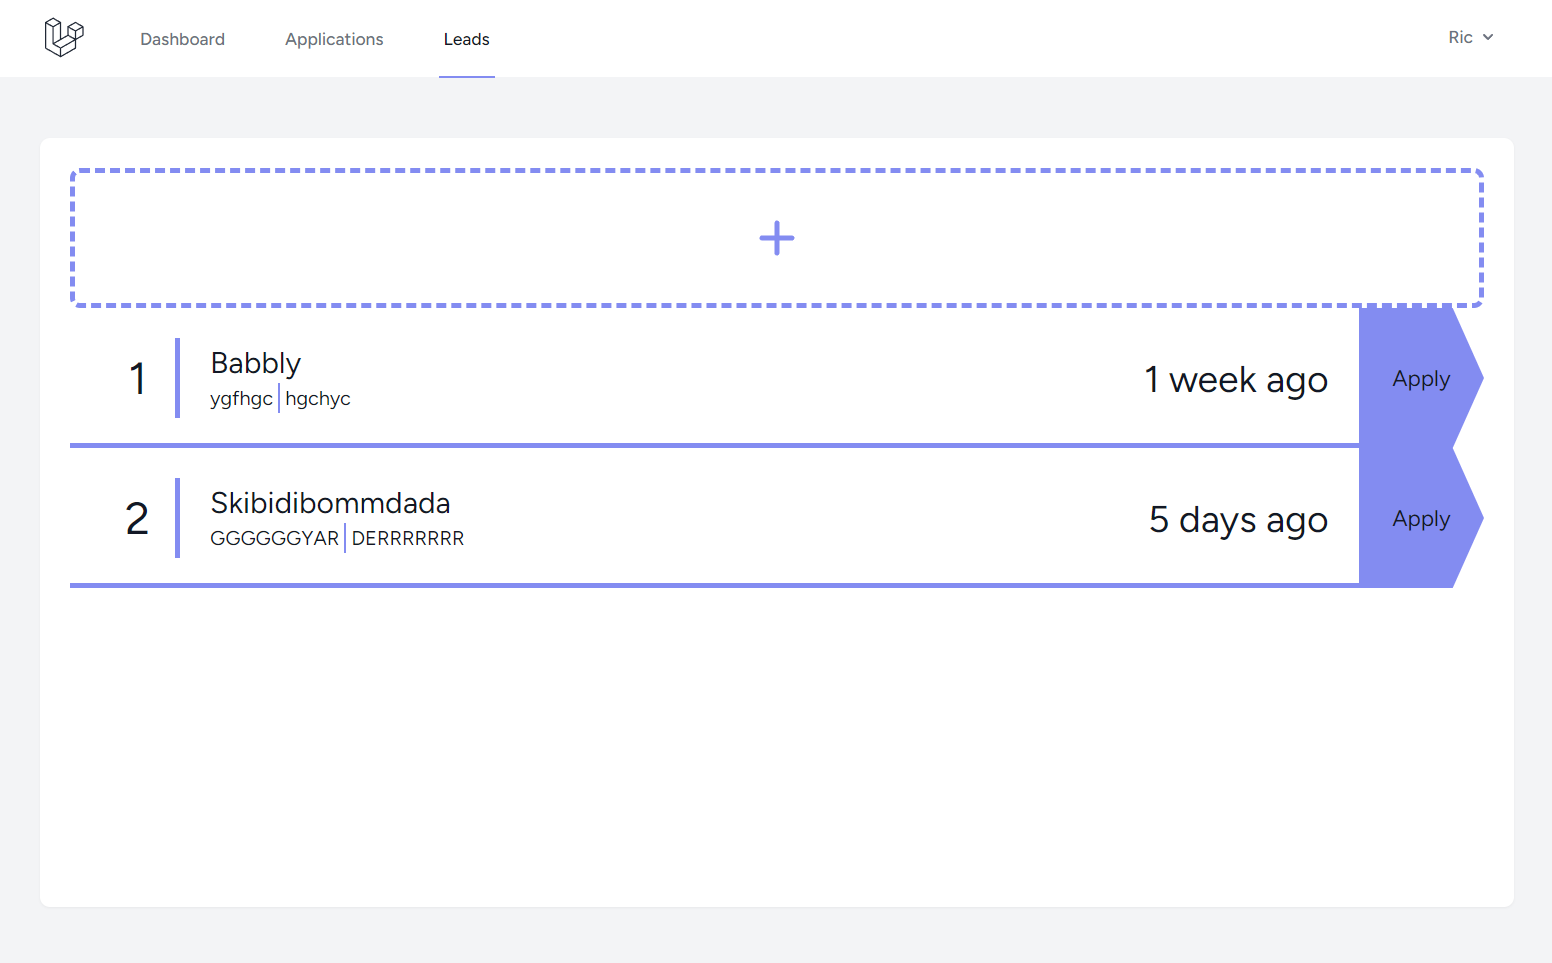 Dashboard Applications Leads Ric
1 Babbly 1 week ago Apply
ygfhgc hgchyc
2 Skibidibommdada 5 days ago Apply
GGGGGGYAR DERRRRRRR